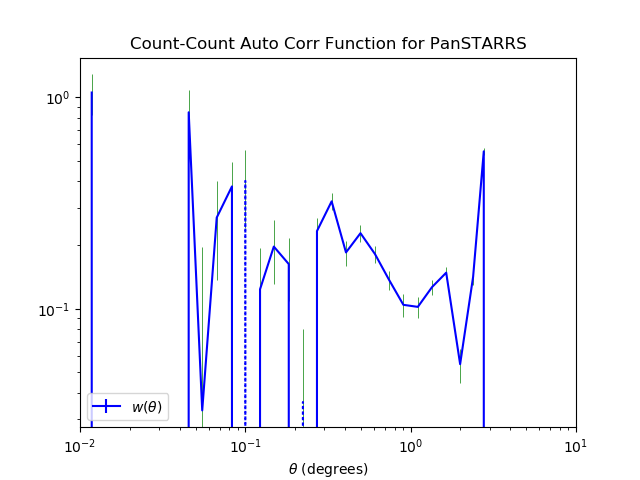 Count-Count Auto Corr Function for PanSTARRS
10⁰
10⁻¹
w(θ)
10⁻² 10⁻¹ 10⁰ 10¹
θ (degrees)